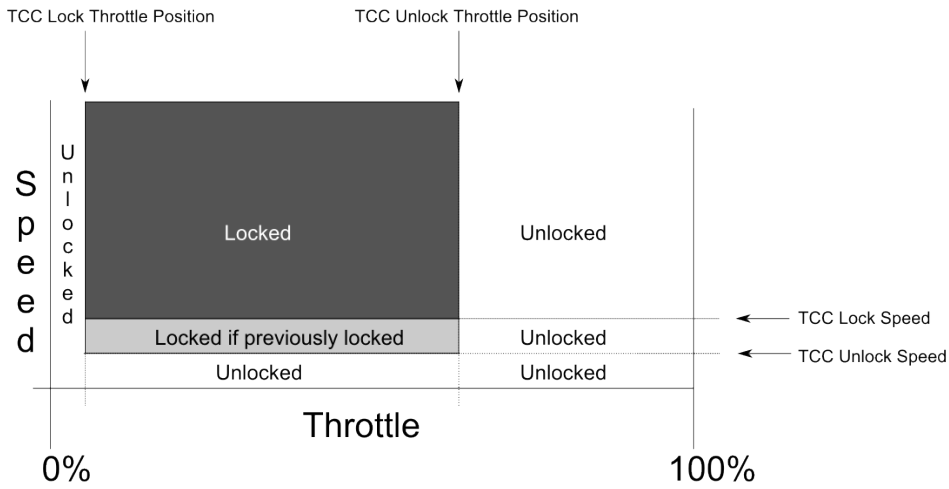 TCC Lock Throttle Position
TCC Unlock Throttle Position
Speed
Unlocked
Locked
Unlocked
TCC Lock Speed
Locked if previously locked
Unlocked
TCC Unlock Speed
Unlocked
Unlocked
Throttle
0%
100%